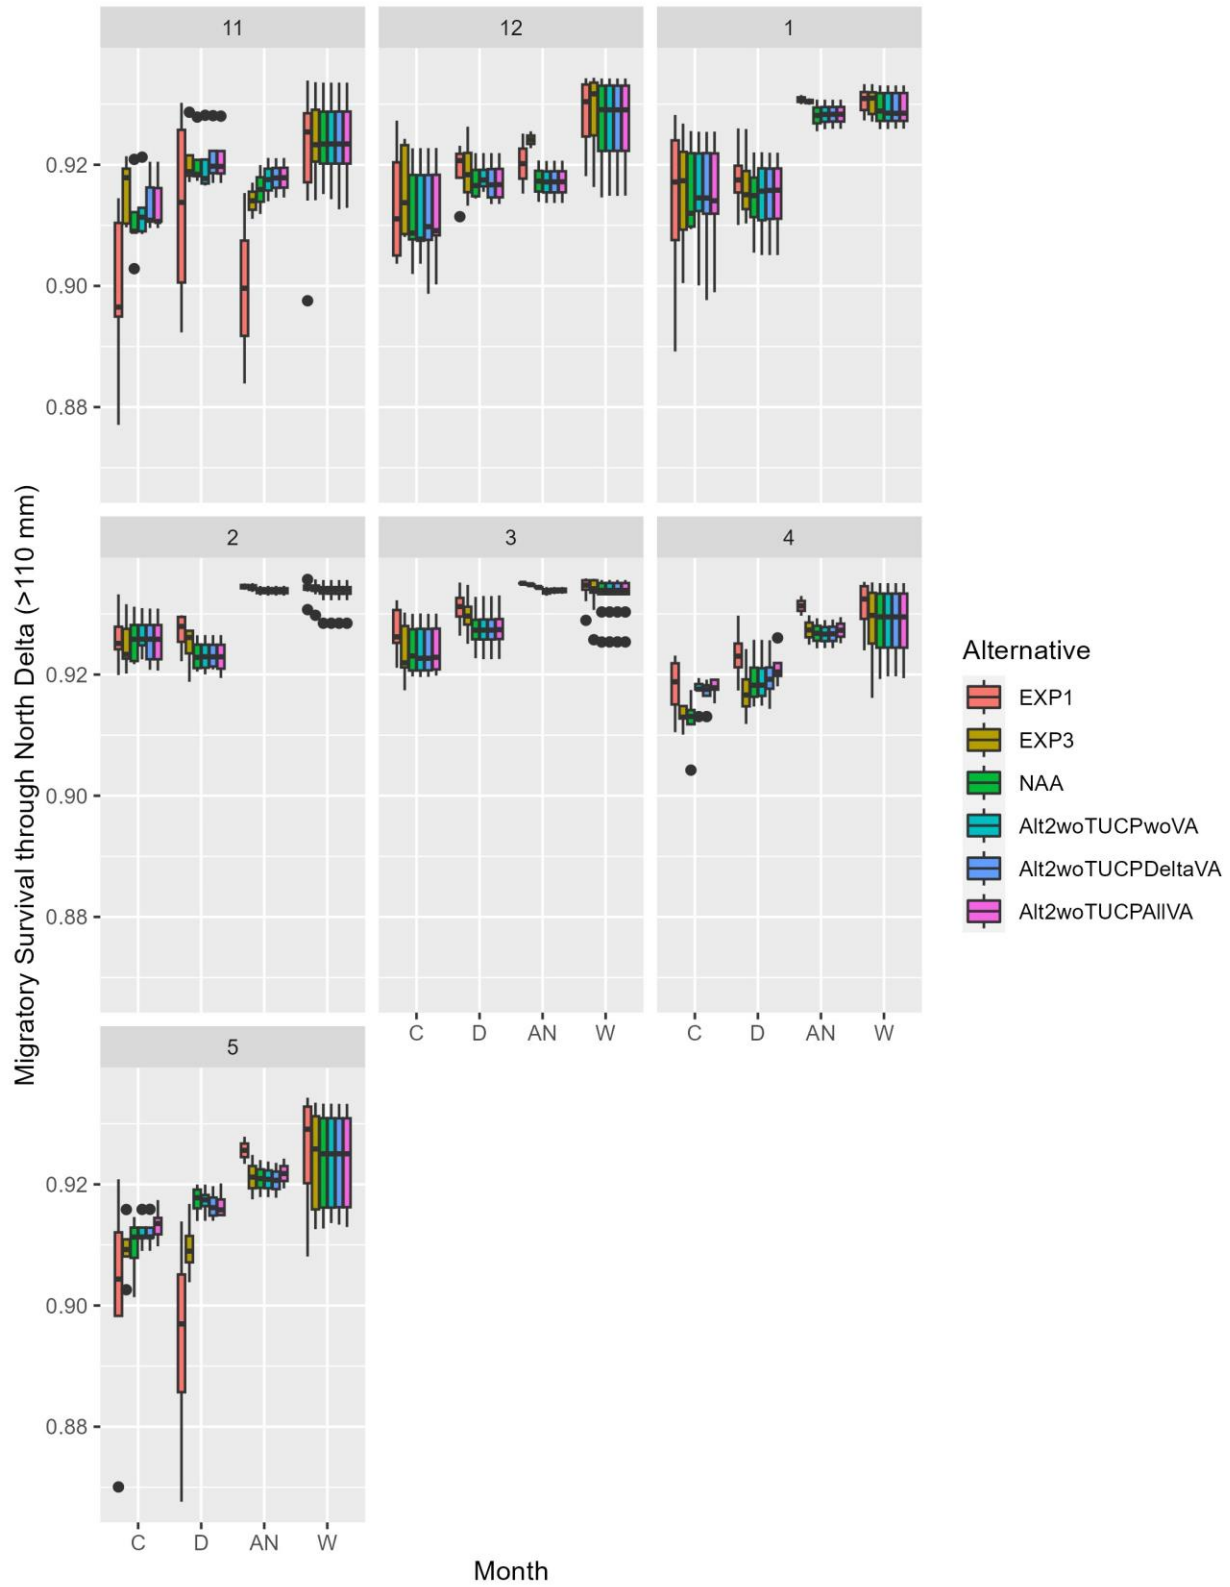 11 12 1
0.92
0.90
0.88
2 3 4
0.92
0.90
0.88
C D AN W C D AN W
5
0.92
0.90
0.88
C D AN W
Month
Migratory Survival through North Delta (>110 mm)
Alternative
EXP1
EXP3
NAA
Alt2woTUCPwoVA
Alt2woTUCPDeltaVA
Alt2woTUCPAllVA